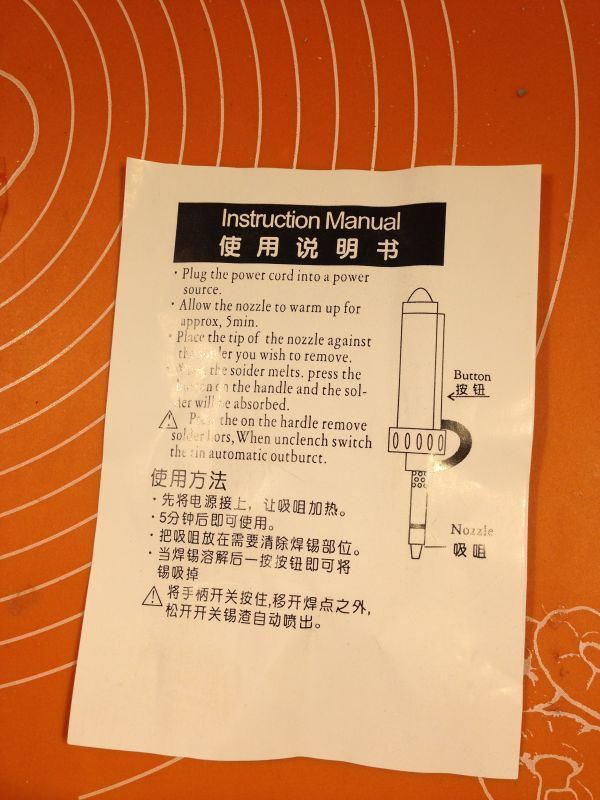 Instruction Manual
使用说明书
· Plug the power cord into a power
source.
· Allow the nozzle to warm up for
approx, 5min.
· Place the tip of the nozzle against
the solder you wish to remove.
· the soider melts. press the
button on the handle and the sol-
der will be absorbed.
the on the handle remove
solder When unclench switch
the tin automatic outburct.
Button
按钮
使用方法
· 先将电源接上，让吸咀加热。
· 5分钟后即可使用。
· 把吸咀放在需要清除焊锡部位。
· 当焊锡溶解后一按按钮即可将
锡吸掉
将手柄开关按住,移开焊点之外,
松开开关锡渣自动喷出。
Nozzle
吸咀